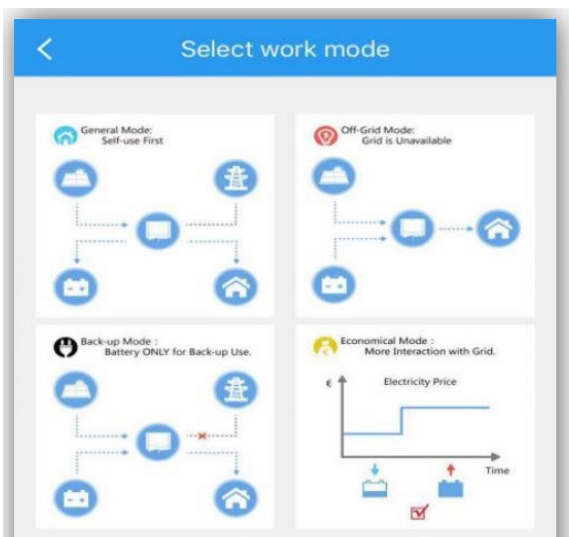 Select work mode
General Mode:
Self-use First
Off-Grid Mode:
Grid is Unavailable
Back-up Mode :
Battery ONLY for Back-up Use.
Economical Mode :
More Interaction with Grid.
€
Electricity Price
Time